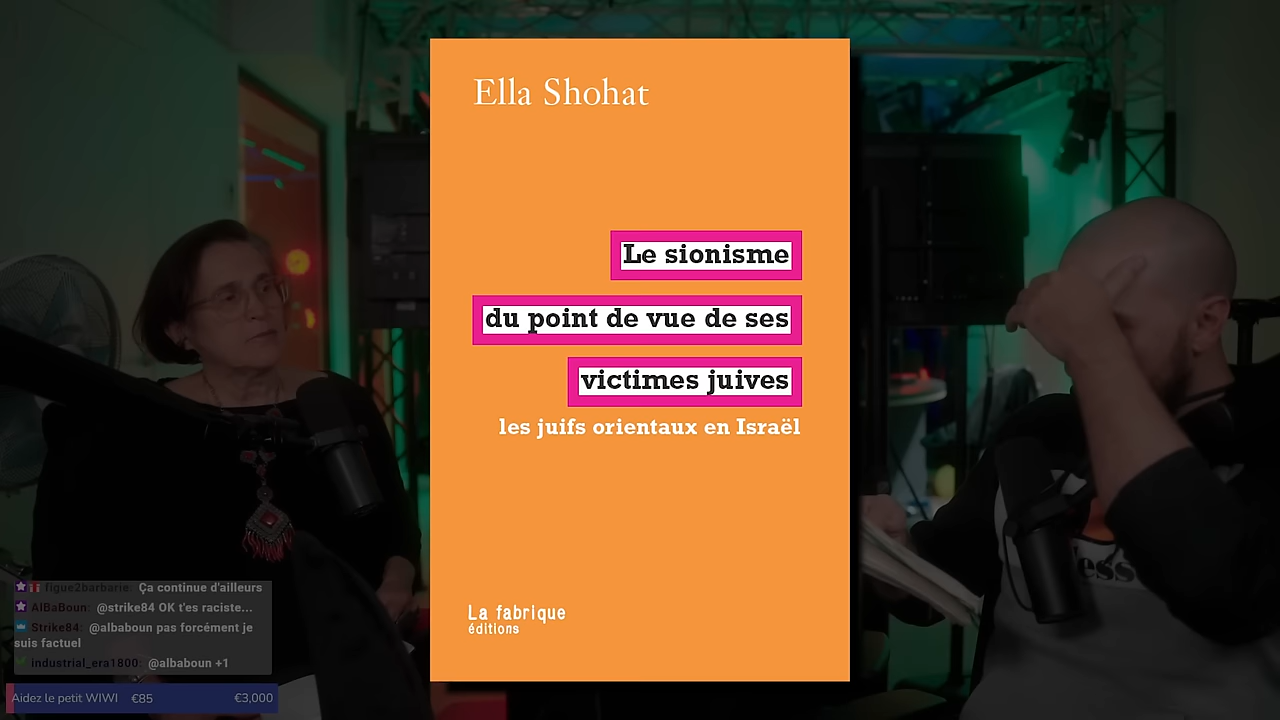 Ella Shohat
Le sionisme
du point de vue de ses
victimes juives
les juifs orientaux en Israël
La fabrique
éditions
figue2barbarie: Ça continue d'ailleurs
AlBaBoun: @strike84 OK t'es raciste...
Strike84: @albaboun pas forcément je
suis factuel
industrial_era1800: @albaboun +1
Aidez le petit WIWI €85 €3,000
ess